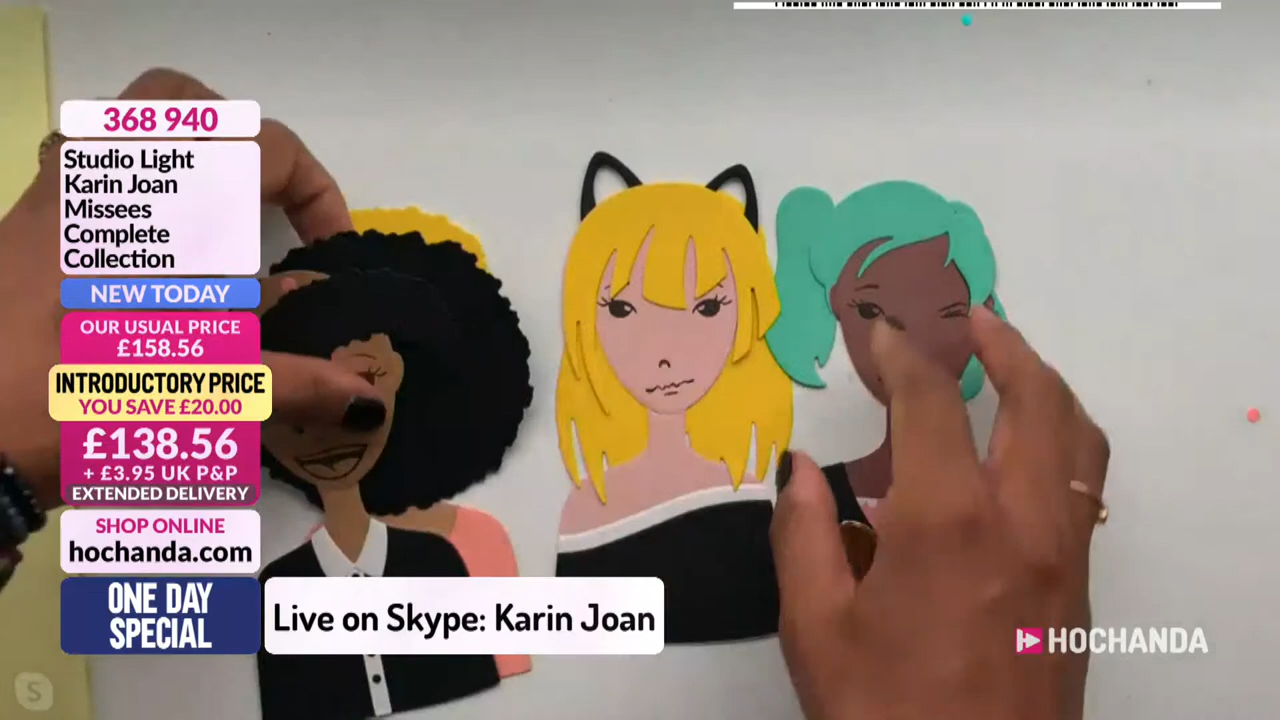 368 940
Studio Light
Karin Joan
Missees
Complete
Collection
NEW TODAY
OUR USUAL PRICE
£158.56
INTRODUCTORY PRICE
YOU SAVE £20.00
£138.56
+ £3.95 UK P&P
EXTENDED DELIVERY
SHOP ONLINE
hochanda.com
ONE DAY
SPECIAL
Live on Skype: Karin Joan
HOCHANDA
S